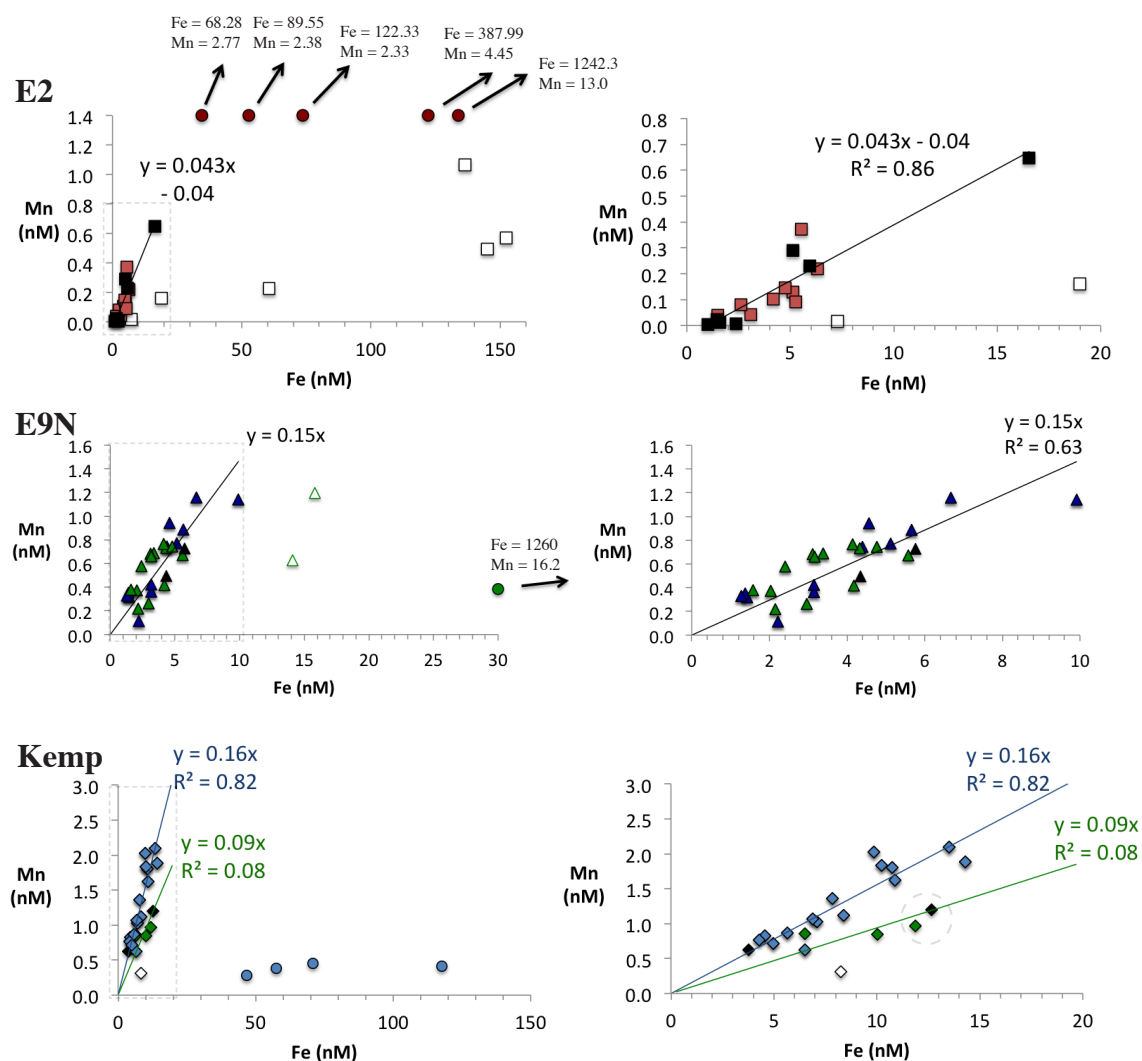 Fe = 68.28
Mn = 2.77
Fe = 89.55
Mn = 2.38
Fe = 122.33
Mn = 2.33
Fe = 387.99
Mn = 4.45
Fe = 1242.3
Mn = 13.0
E2
1.4
1.2
1.0
0.8
0.6
0.4
0.2
0.0
Mn
(nM)
y = 0.043x
- 0.04
0 50 100 150
Fe (nM)
0.8
0.7
0.6
0.5
0.4
0.3
0.2
0.1
0.0
Mn
(nM)
y = 0.043x - 0.04
R² = 0.86
0 5 10 15 20
Fe (nM)
E9N
1.6
1.4
1.2
1.0
0.8
0.6
0.4
0.2
0.0
Mn
(nM)
y = 0.15x
Fe = 1260
Mn = 16.2
0 5 10 15 20 25 30
Fe (nM)
1.6
1.4
1.2
1.0
0.8
0.6
0.4
0.2
0.0
Mn
(nM)
y = 0.15x
R² = 0.63
0 2 4 6 8 10
Fe (nM)
Kemp
y = 0.16x
R² = 0.82
y = 0.09x
R² = 0.08
3.0
2.5
2.0
1.5
1.0
0.5
0.0
Mn
(nM)
0 50 100 150
Fe (nM)
y = 0.16x
R² = 0.82
y = 0.09x
R² = 0.08
3.0
2.5
2.0
1.5
1.0
0.5
0.0
Mn
(nM)
0 5 10 15 20
Fe (nM)